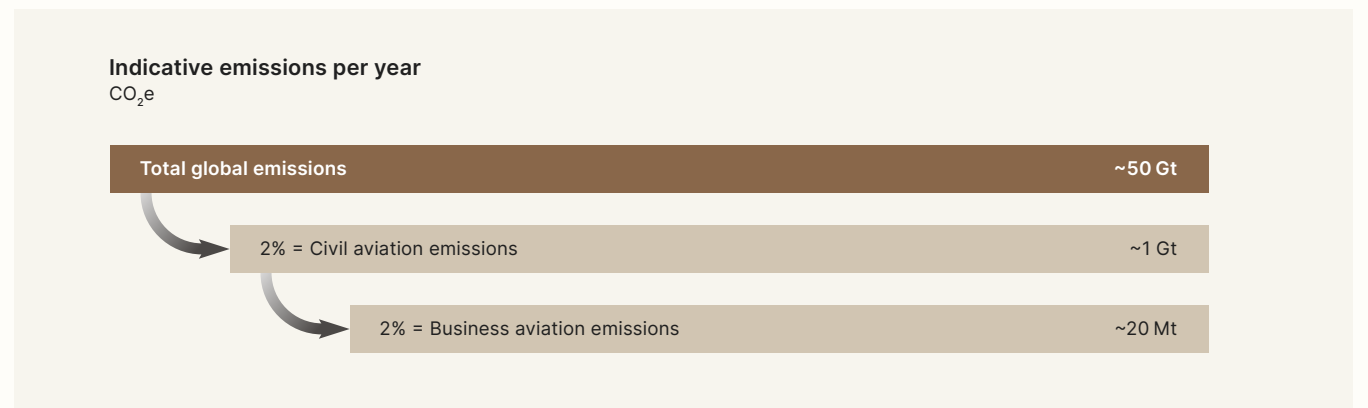 Indicative emissions per year
CO₂e
Total global emissions ~50 Gt
2% = Civil aviation emissions ~1 Gt
2% = Business aviation emissions ~20 Mt